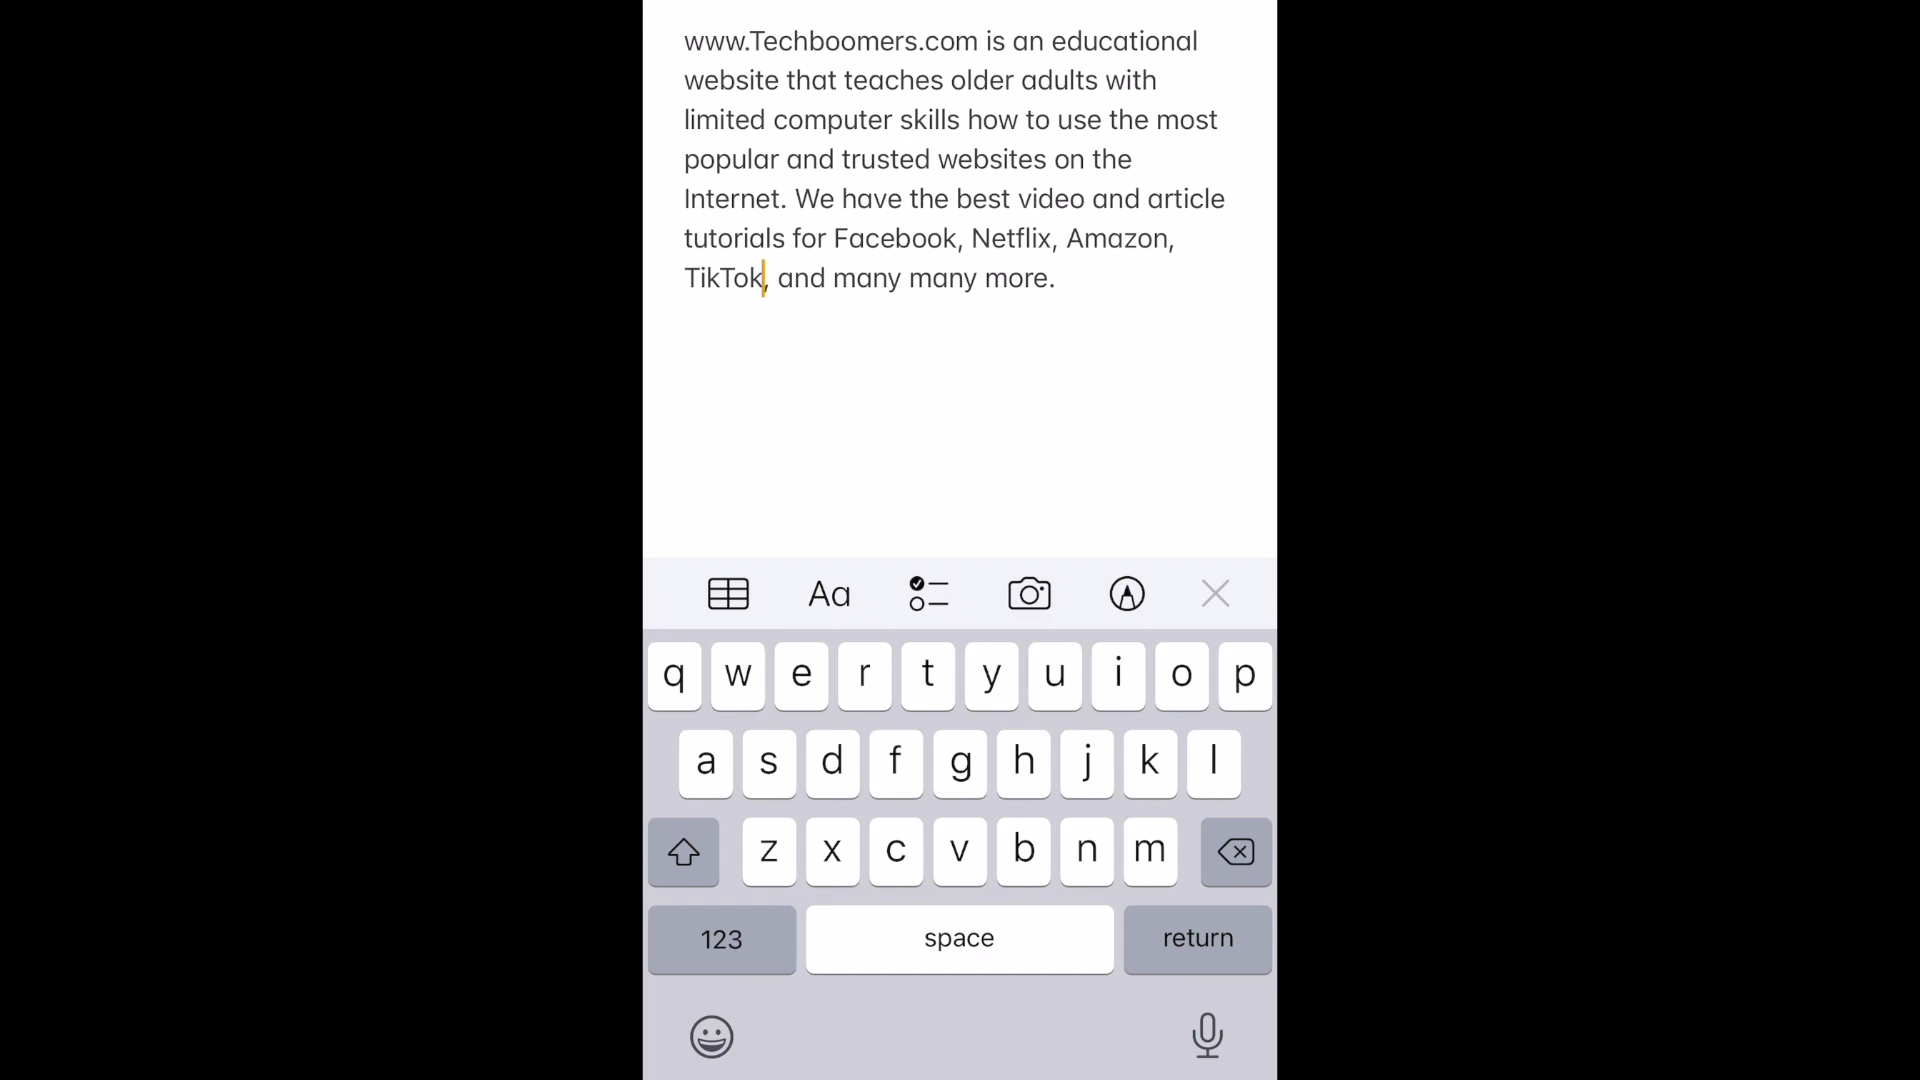 www.Techboomers.com is an educational
website that teaches older adults with
limited computer skills how to use the most
popular and trusted websites on the
Internet. We have the best video and article
tutorials for Facebook, Netflix, Amazon,
TikTok, and many many more.
Aa
q w e r t y u i o p
a s d f g h j k l
z x c v b n m
123 space return